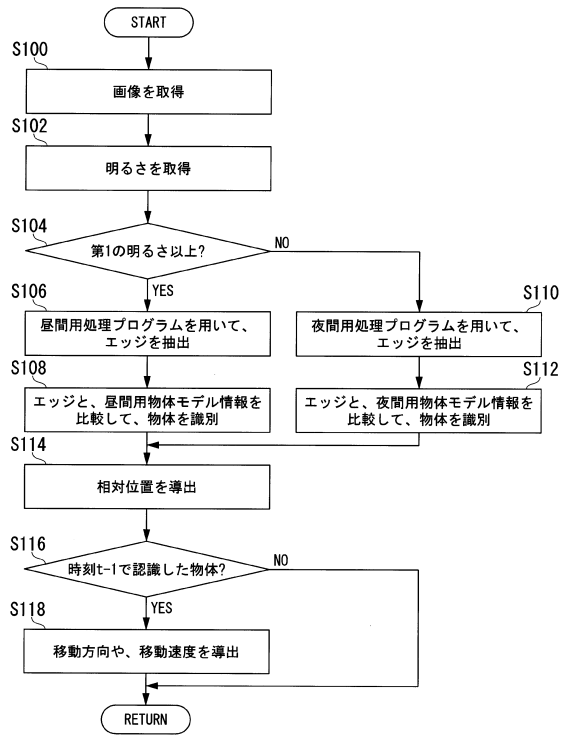 START
S100
画像を取得
S102
明るさを取得
S104
第1の明るさ以上?
NO
YES
S106
昼間用処理プログラムを用いて、
エッジを抽出
S110
夜間用処理プログラムを用いて、
エッジを抽出
S108
エッジと、昼間用物体モデル情報を
比較して、物体を識別
S112
エッジと、夜間用物体モデル情報を
比較して、物体を識別
S114
相対位置を導出
S116
時刻t-1で認識した物体?
NO
YES
S118
移動方向や、移動速度を導出
RETURN